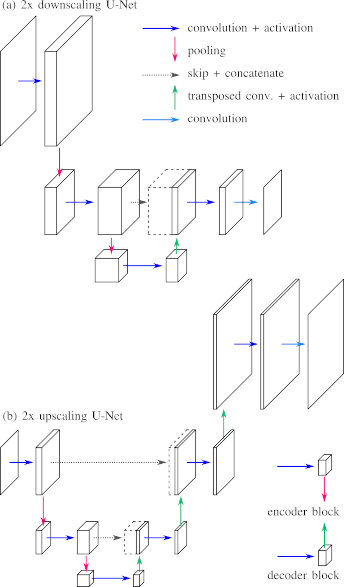 (a) 2x downscaling U-Net
convolution + activation
pooling
skip + concatenate
transposed conv. + activation
convolution
(b) 2x upscaling U-Net
encoder block
decoder block